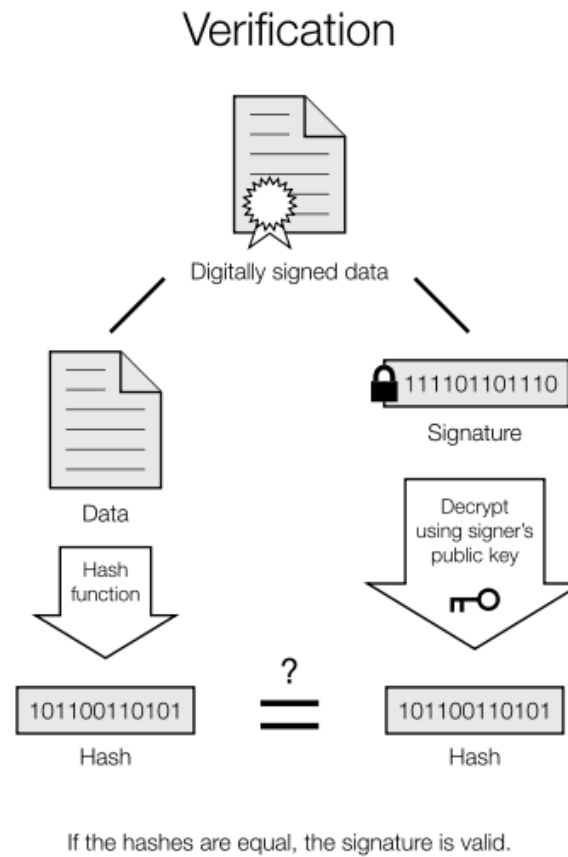 Verification
Digitally signed data
111101101110
Signature
Data
Decrypt
using signer's
public key
Hash
function
?
=
101100110101
101100110101
Hash
Hash
If the hashes are equal, the signature is valid.